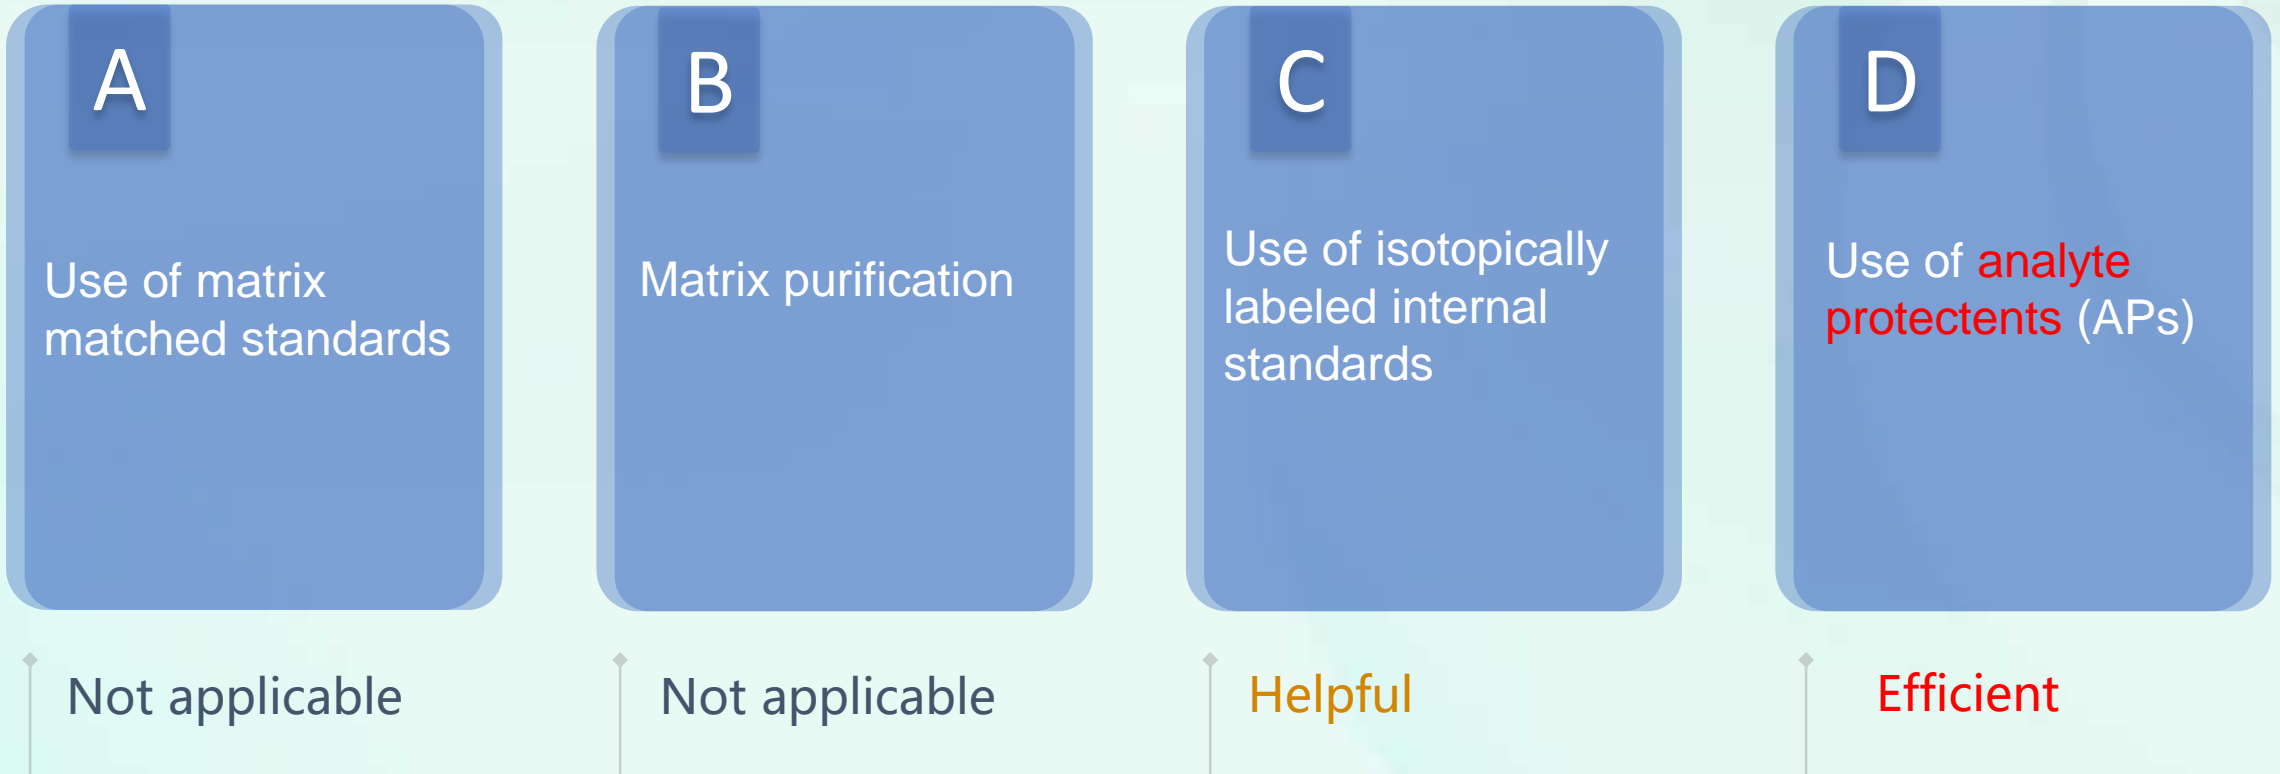 A
Use of matrix
matched standards
Not applicable
B
Matrix purification
Not applicable
C
Use of isotopically
labeled internal
standards
Helpful
D
Use of analyte
protectents (APs)
Efficient